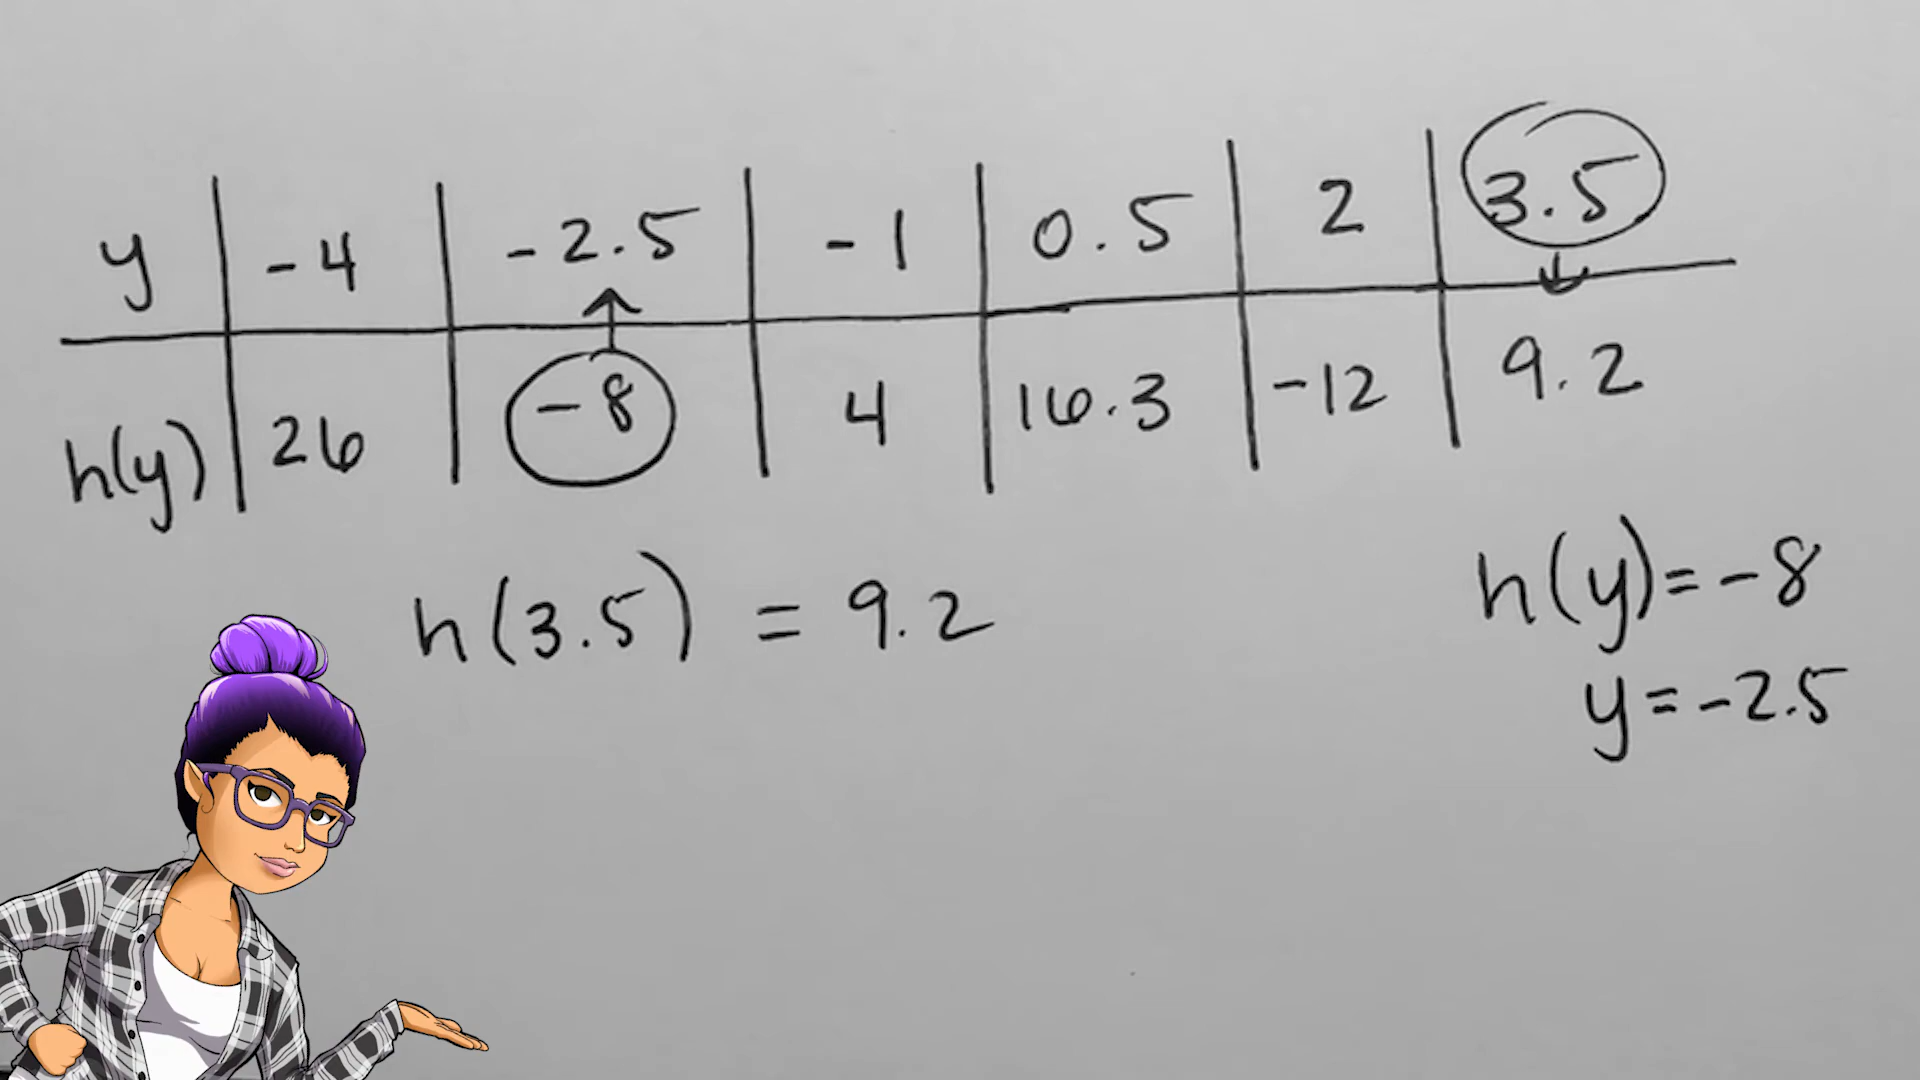 y -4 -2.5 -1 0.5 2 3.5
h(y) 26 -8 4 16.3 -12 9.2
h(3.5) = 9.2
h(y)=-8
y=-2.5